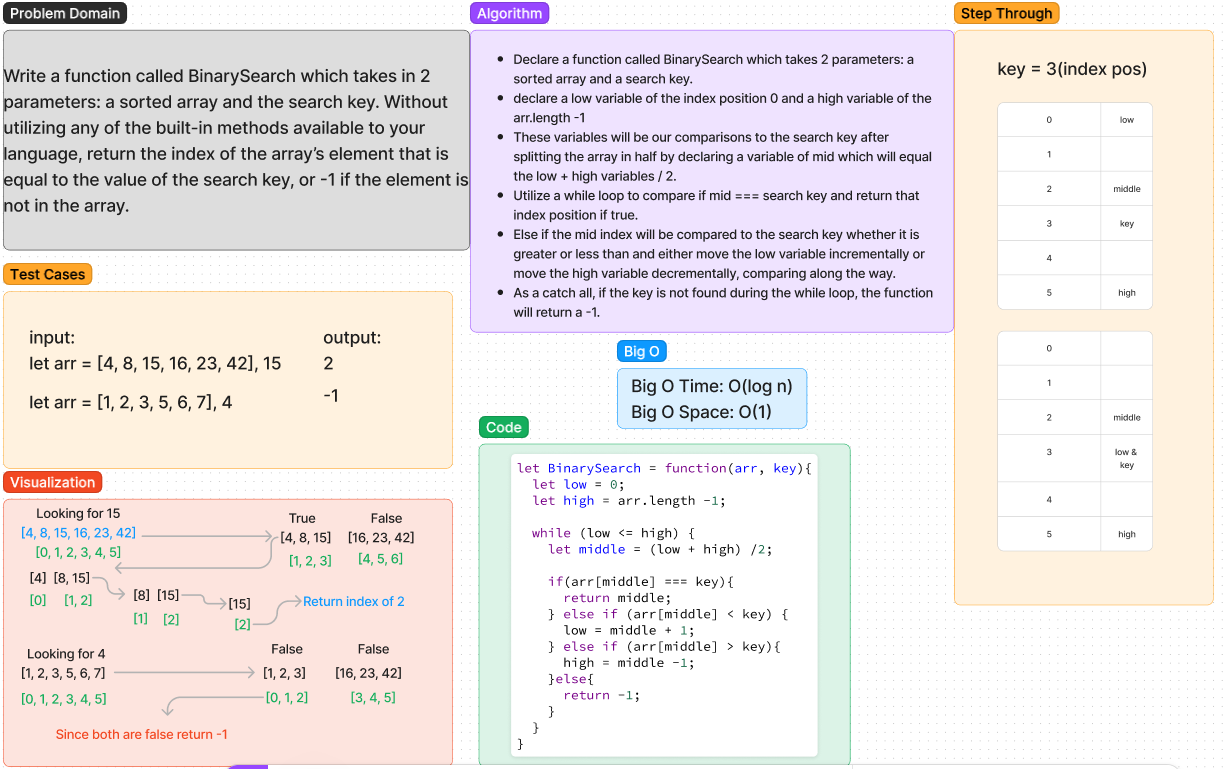 Problem Domain
Write a function called BinarySearch which takes in 2
parameters: a sorted array and the search key. Without
utilizing any of the built-in methods available to your
language, return the index of the array's element that is
equal to the value of the search key, or -1 if the element is
not in the array.
Test Cases
input:
let arr = [4, 8, 15, 16, 23, 42], 15
let arr = [1, 2, 3, 5, 6, 7], 4
output:
2
-1
Visualization
Looking for 15
[4, 8, 15, 16, 23, 42]
[0, 1, 2, 3, 4, 5]
True
[4, 8, 15]
[1, 2, 3]
False
[16, 23, 42]
[4, 5, 6]
[4] [8, 15]
[0] [1, 2]
[8] [15]
[1] [2]
[15]
[2]
Return index of 2
Looking for 4
[1, 2, 3, 5, 6, 7]
[0, 1, 2, 3, 4, 5]
False
[1, 2, 3]
[0, 1, 2]
False
[16, 23, 42]
[3, 4, 5]
Since both are false return -1
Algorithm
• Declare a function called BinarySearch which takes 2 parameters: a
sorted array and a search key.
• declare a low variable of the index position 0 and a high variable of the
arr.length -1
• These variables will be our comparisons to the search key after
splitting the array in half by declaring a variable of mid which will equal
the low + high variables / 2.
• Utilize a while loop to compare if mid === search key and return that
index position if true.
• Else if the mid index will be compared to the search key whether it is
greater or less than and either move the low variable incrementally or
move the high variable decrementally, comparing along the way.
• As a catch all, if the key is not found during the while loop, the function
will return a -1.
Big O
Big O Time: O(log n)
Big O Space: O(1)
Code
let BinarySearch = function(arr, key){
let low = 0;
let high = arr.length -1;
while (low <= high) {
let middle = (low + high) /2;
if(arr[middle] === key){
return middle;
} else if (arr[middle] < key) {
low = middle + 1;
} else if (arr[middle] > key){
high = middle -1;
}else{
return -1;
}
}
}
Step Through
key = 3(index pos)
0 low
1
2 middle
3 key
4
5 high
0
1
2 middle
3 low &
key
4
5 high